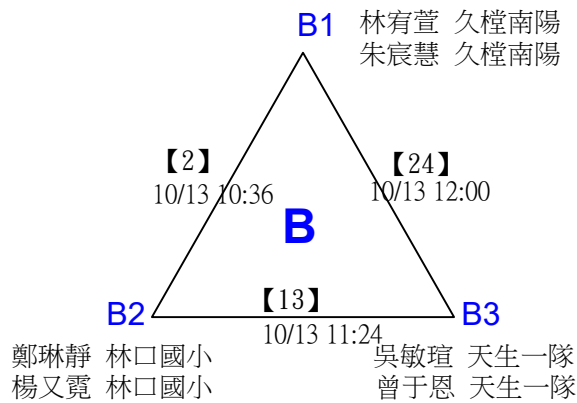 B1
林宥萱 久樘南陽
朱宸慧 久樘南陽
【2】
10/13 10:36
【24】
10/13 12:00
B
B2
【13】
B3
10/13 11:24
鄭琳靜 林口國小
楊又霓 林口國小
吳敏瑄 天生一隊
曾于恩 天生一隊